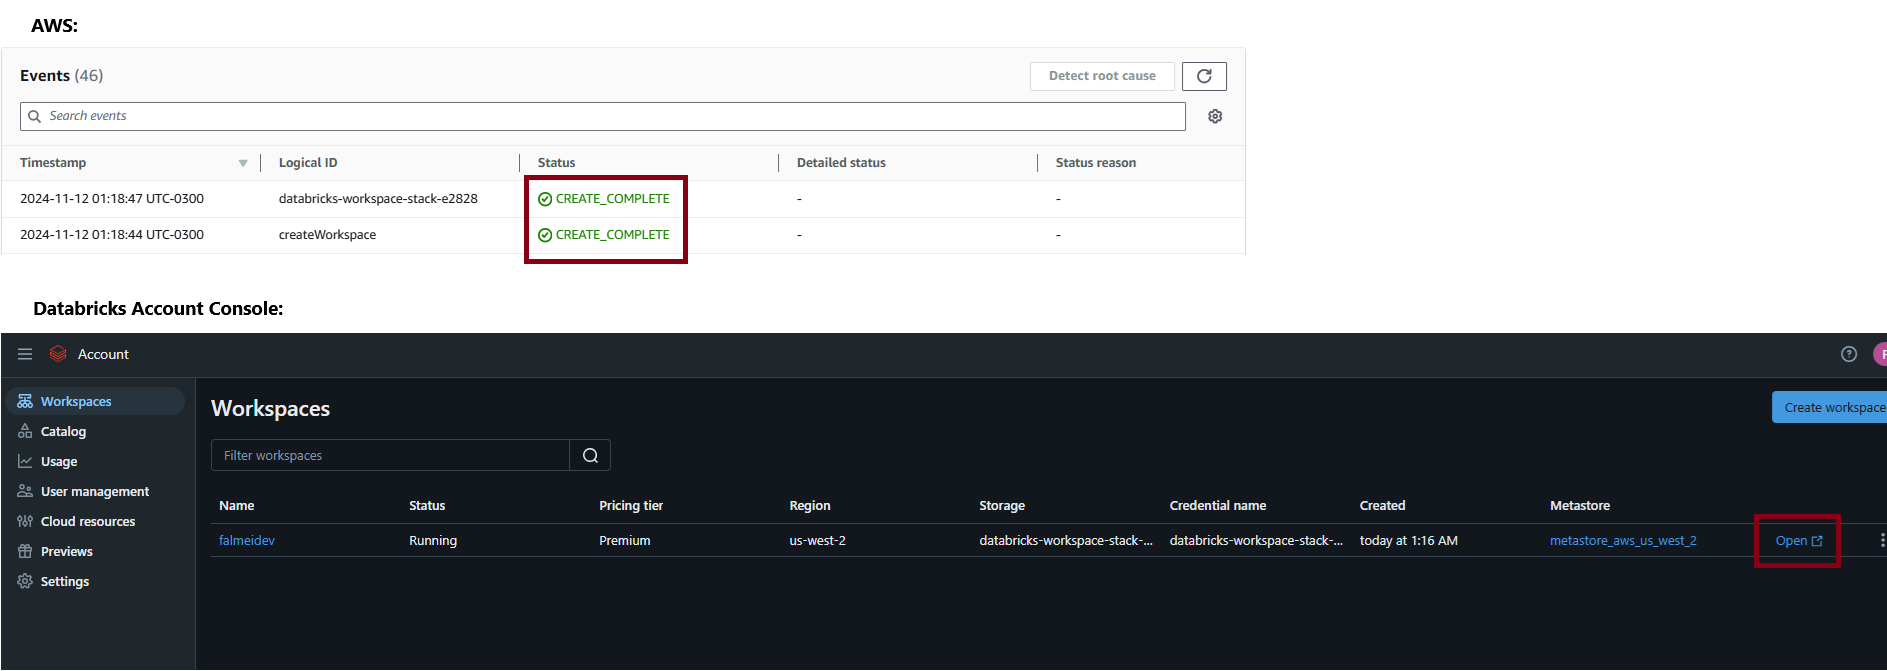 AWS:
Events (46)
Detect root cause
Search events
Timestamp Logical ID Status Detailed status Status reason
2024-11-12 01:18:47 UTC-0300 databricks-workspace-stack-e2828 CREATE_COMPLETE - -
2024-11-12 01:18:44 UTC-0300 createWorkspace CREATE_COMPLETE - -
Databricks Account Console:
Account
Workspaces
Catalog
Usage
User management
Cloud resources
Previews
Settings
Workspaces
Create workspace
Filter workspaces
Name Status Pricing tier Region Storage Credential name Created Metastore
falmeidev Running Premium us-west-2 databricks-workspace-stack-... databricks-workspace-stack-... today at 1:16 AM metastore_aws_us_west_2 Open